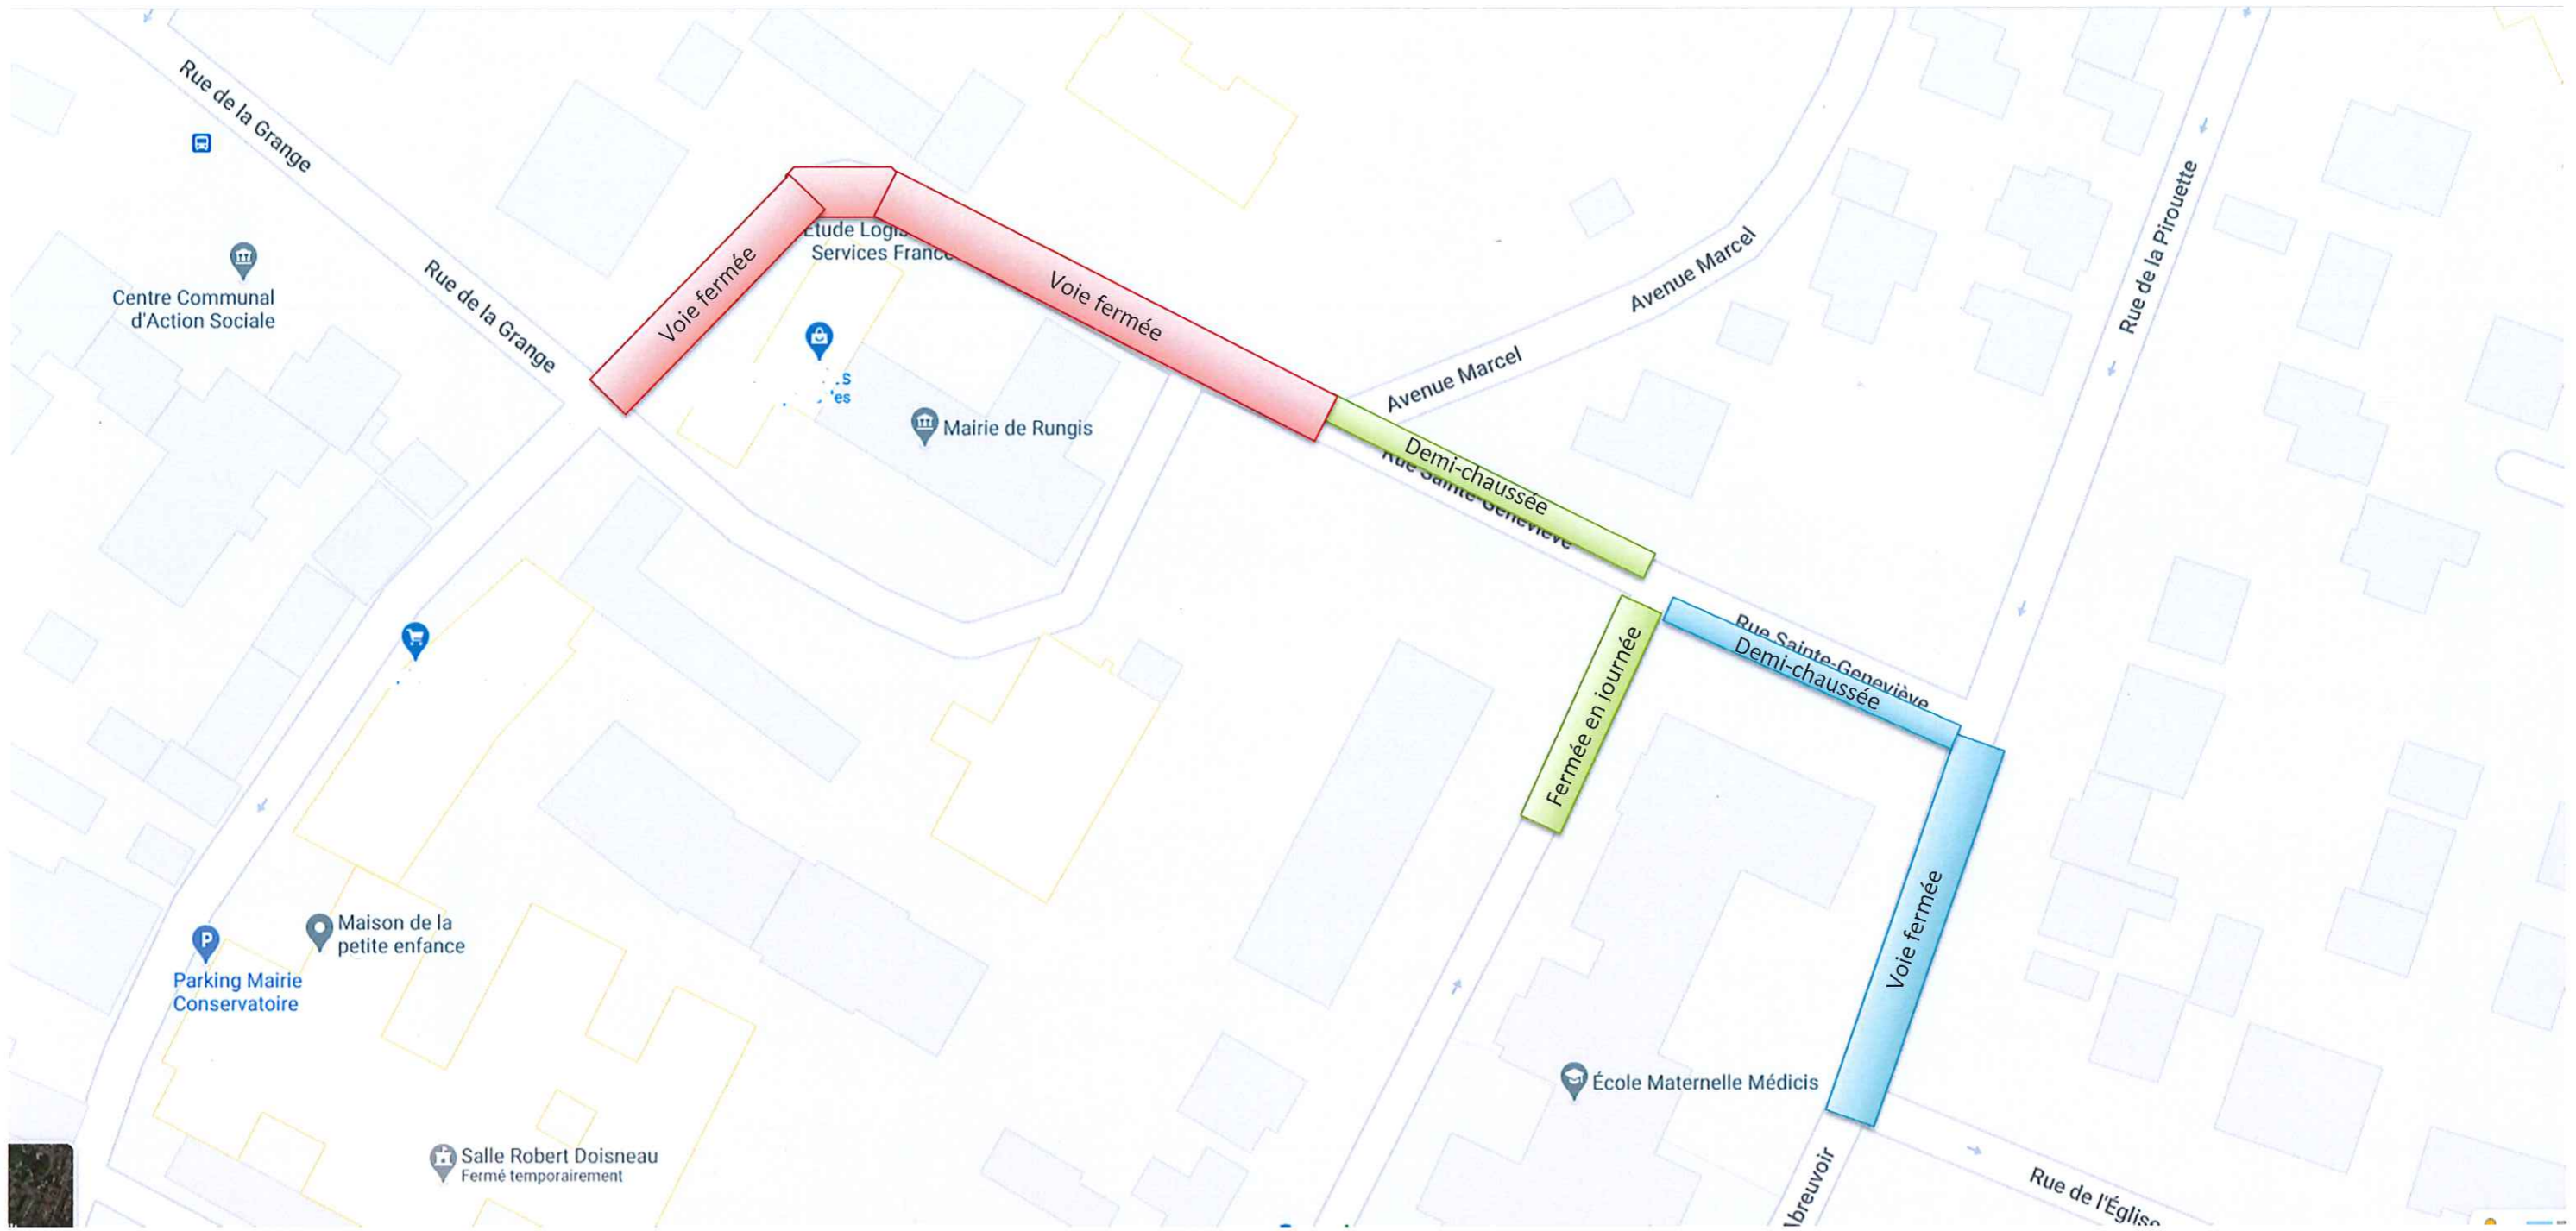 Rue de la Grange
Rue de la Grange
Centre Communal
d'Action Sociale
Voie fermée
Services France
Voie fermée
Mairie de Rungis
Avenue Marcel
Avenue Marcel
Rue de la Pirouette
Demi-chaussée
Rue Sainte-Geneviève
Rue Sainte-Geneviève
Demi-chaussée
Fermée en journée
Voie fermée
Maison de la
petite enfance
P
Parking Mairie
Conservatoire
École Maternelle Médicis
Salle Robert Doisneau
Fermé temporairement
Rue de l'Église